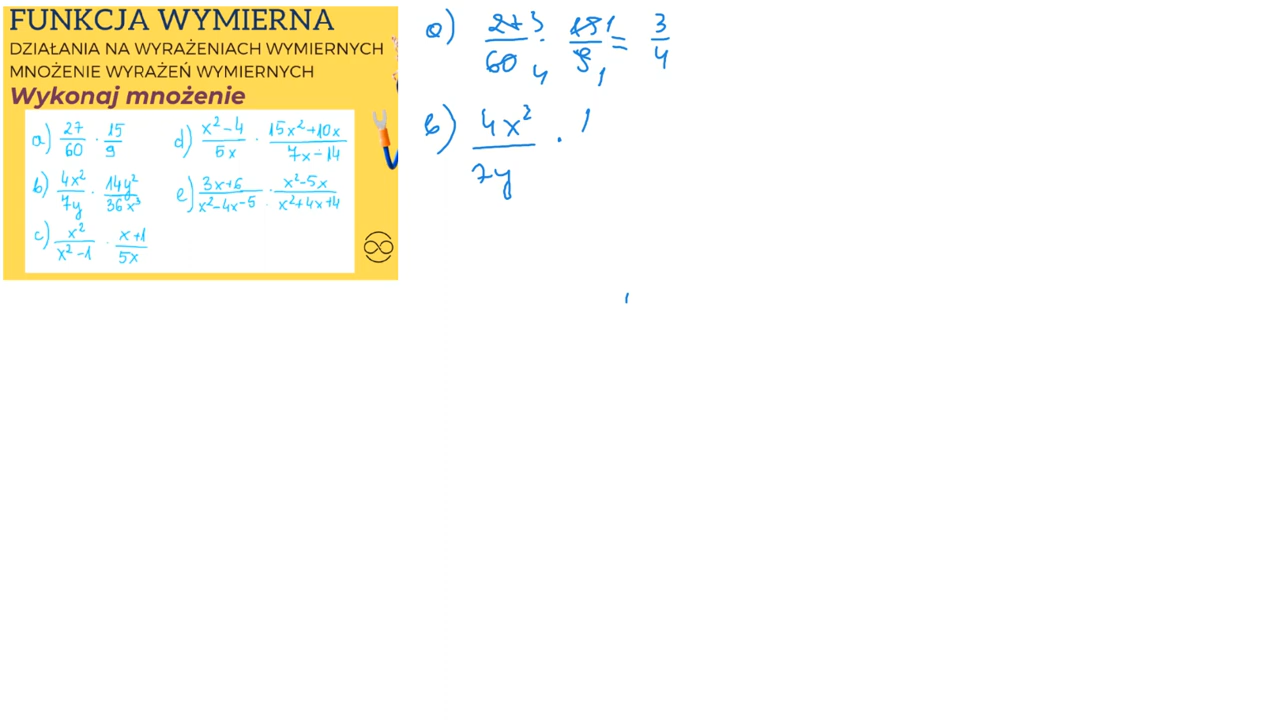 FUNKCJA WYMIERNA
DZIAŁANIA NA WYRAŻENIACH WYMIERNYCH
MNOŻENIE WYRAŻEŃ WYMIERNYCH
Wykonaj mnożenie
a) 27/60 · 15/9
b) 4x²/7y · 14y²/36x³
c) x²/x²-1 · x+1/5x
d) x²-4/5x · 15x²+10x/7x-14
e) 3x+6/x²-4x-5 · x²-5x/x²+4x+4
a) 27 3/60 4 · 15 1/9 1 = 3/4
b) 4x²/7y ·